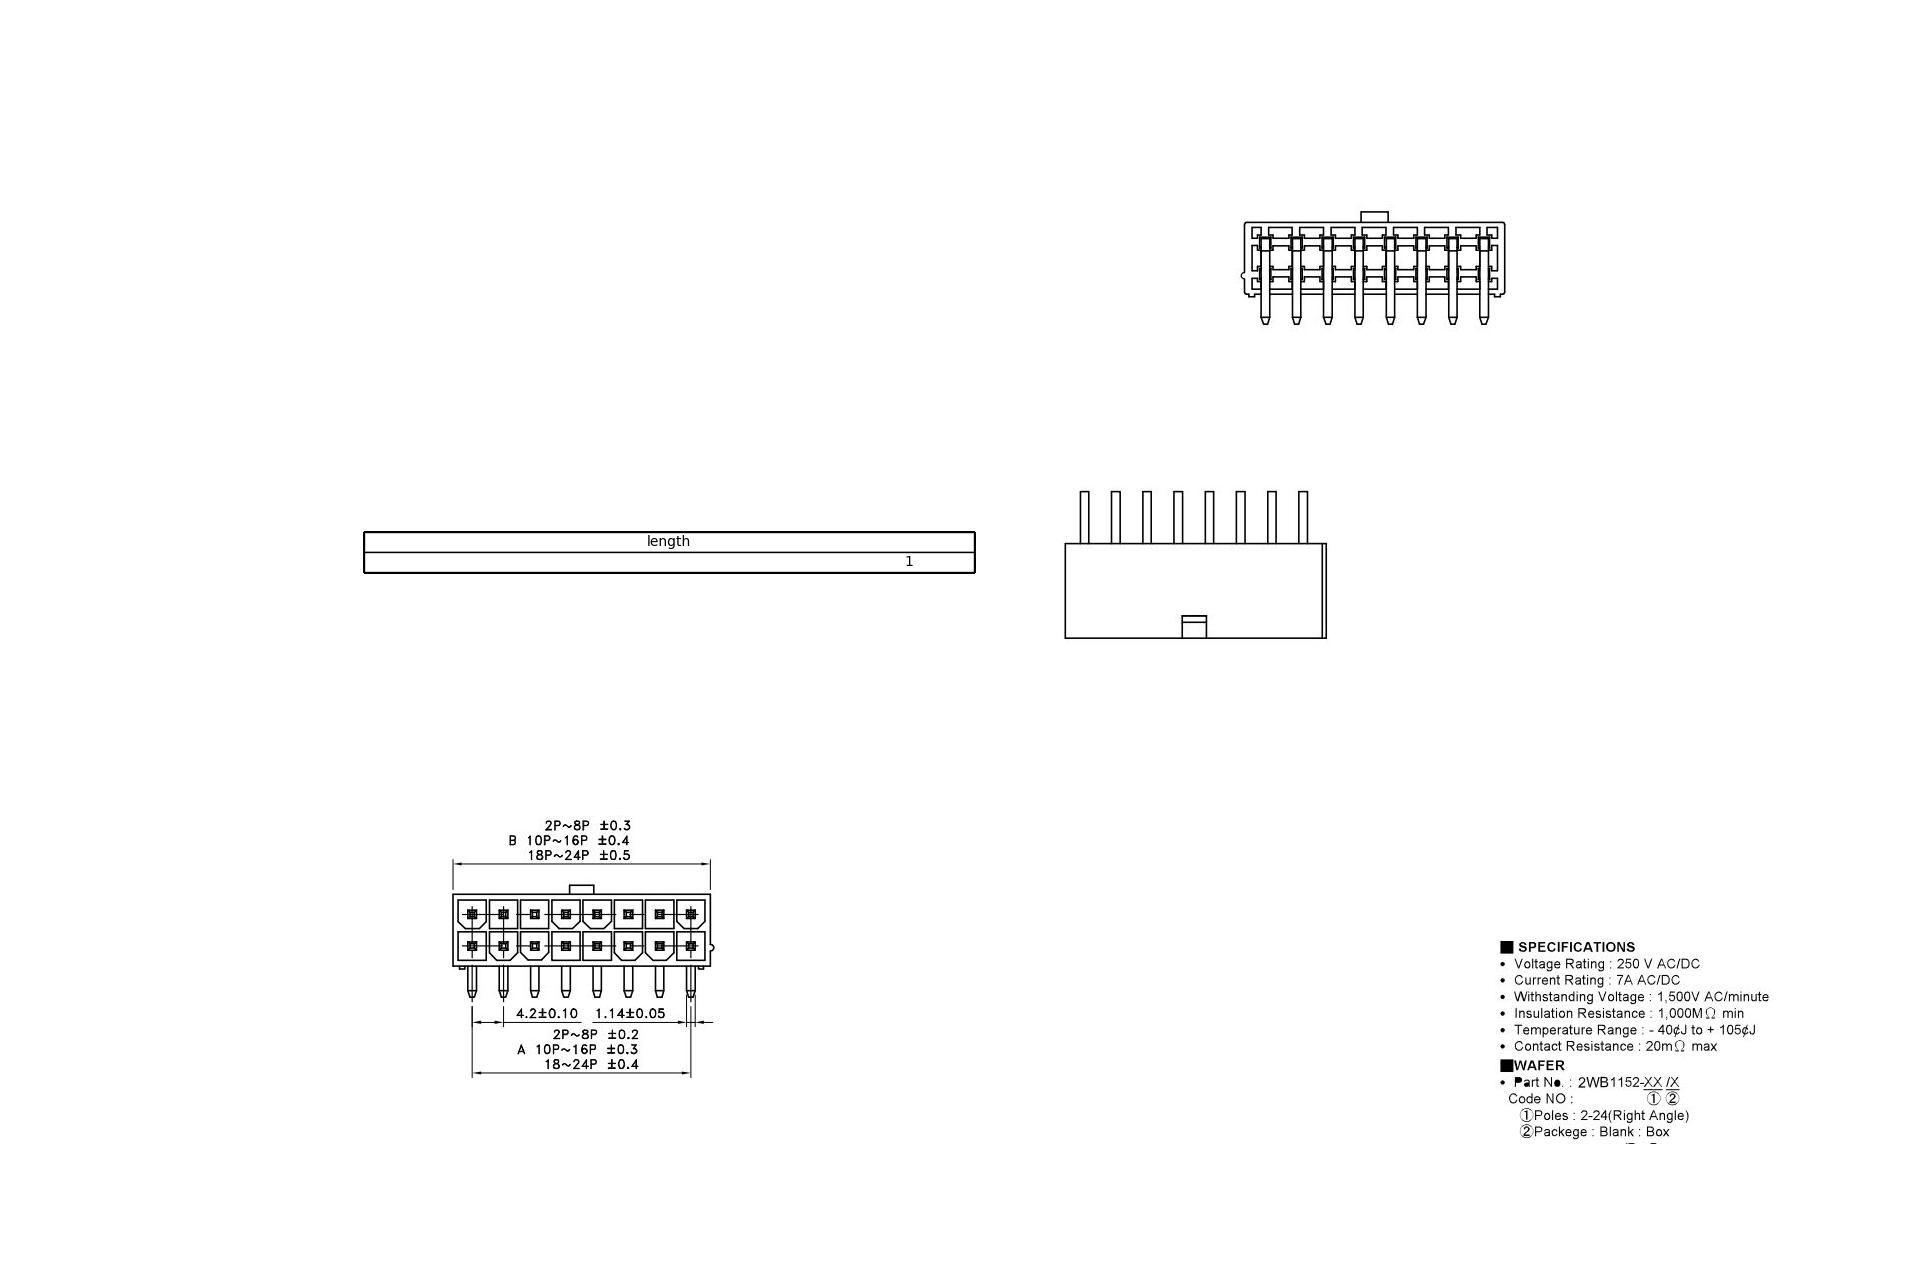 length
1
2P~8P ±0.3
B 10P~16P ±0.4
18P~24P ±0.5
4.2±0.10 1.14±0.05
2P~8P ±0.2
A 10P~16P ±0.3
18~24P ±0.4
■ SPECIFICATIONS
• Voltage Rating : 250 V AC/DC
• Current Rating : 7A AC/DC
• Withstanding Voltage : 1,500V AC/minute
• Insulation Resistance : 1,000MΩ min
• Temperature Range : - 40¢J to + 105¢J
• Contact Resistance : 20mΩ max
■WAFER
• Part No. : 2WB1152-XX /X
Code NO : ① ②
①Poles : 2-24(Right Angle)
②Packege : Blank : Box